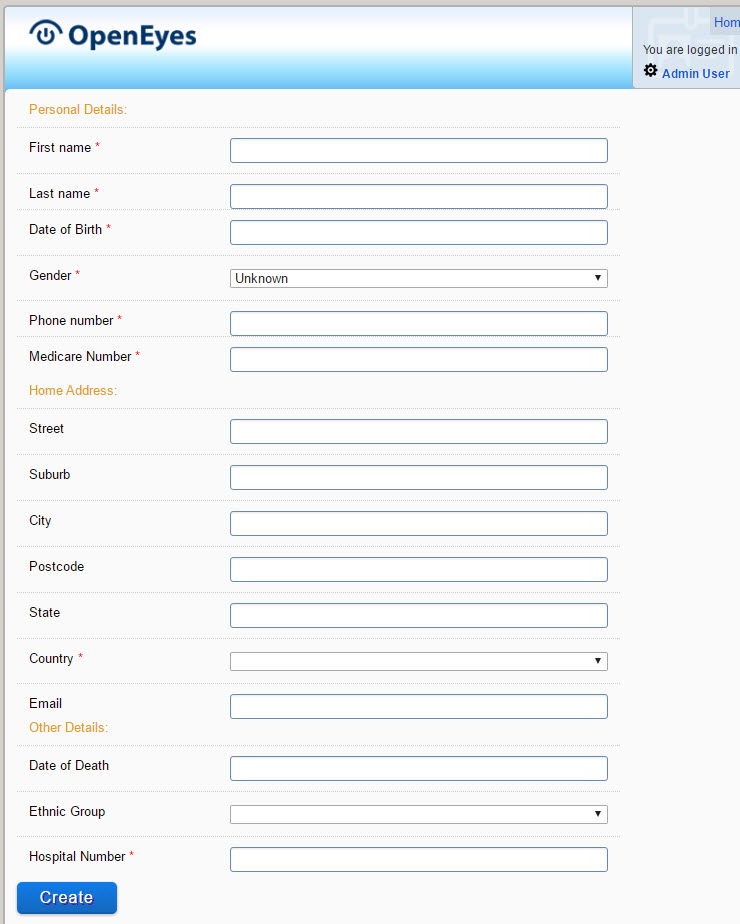 OpenEyes
Hom
You are logged in
Admin User
Personal Details:
First name *
Last name *
Date of Birth *
Gender * Unknown
Phone number *
Medicare Number *
Home Address:
Street
Suburb
City
Postcode
State
Country *
Email
Other Details:
Date of Death
Ethnic Group
Hospital Number *
Create